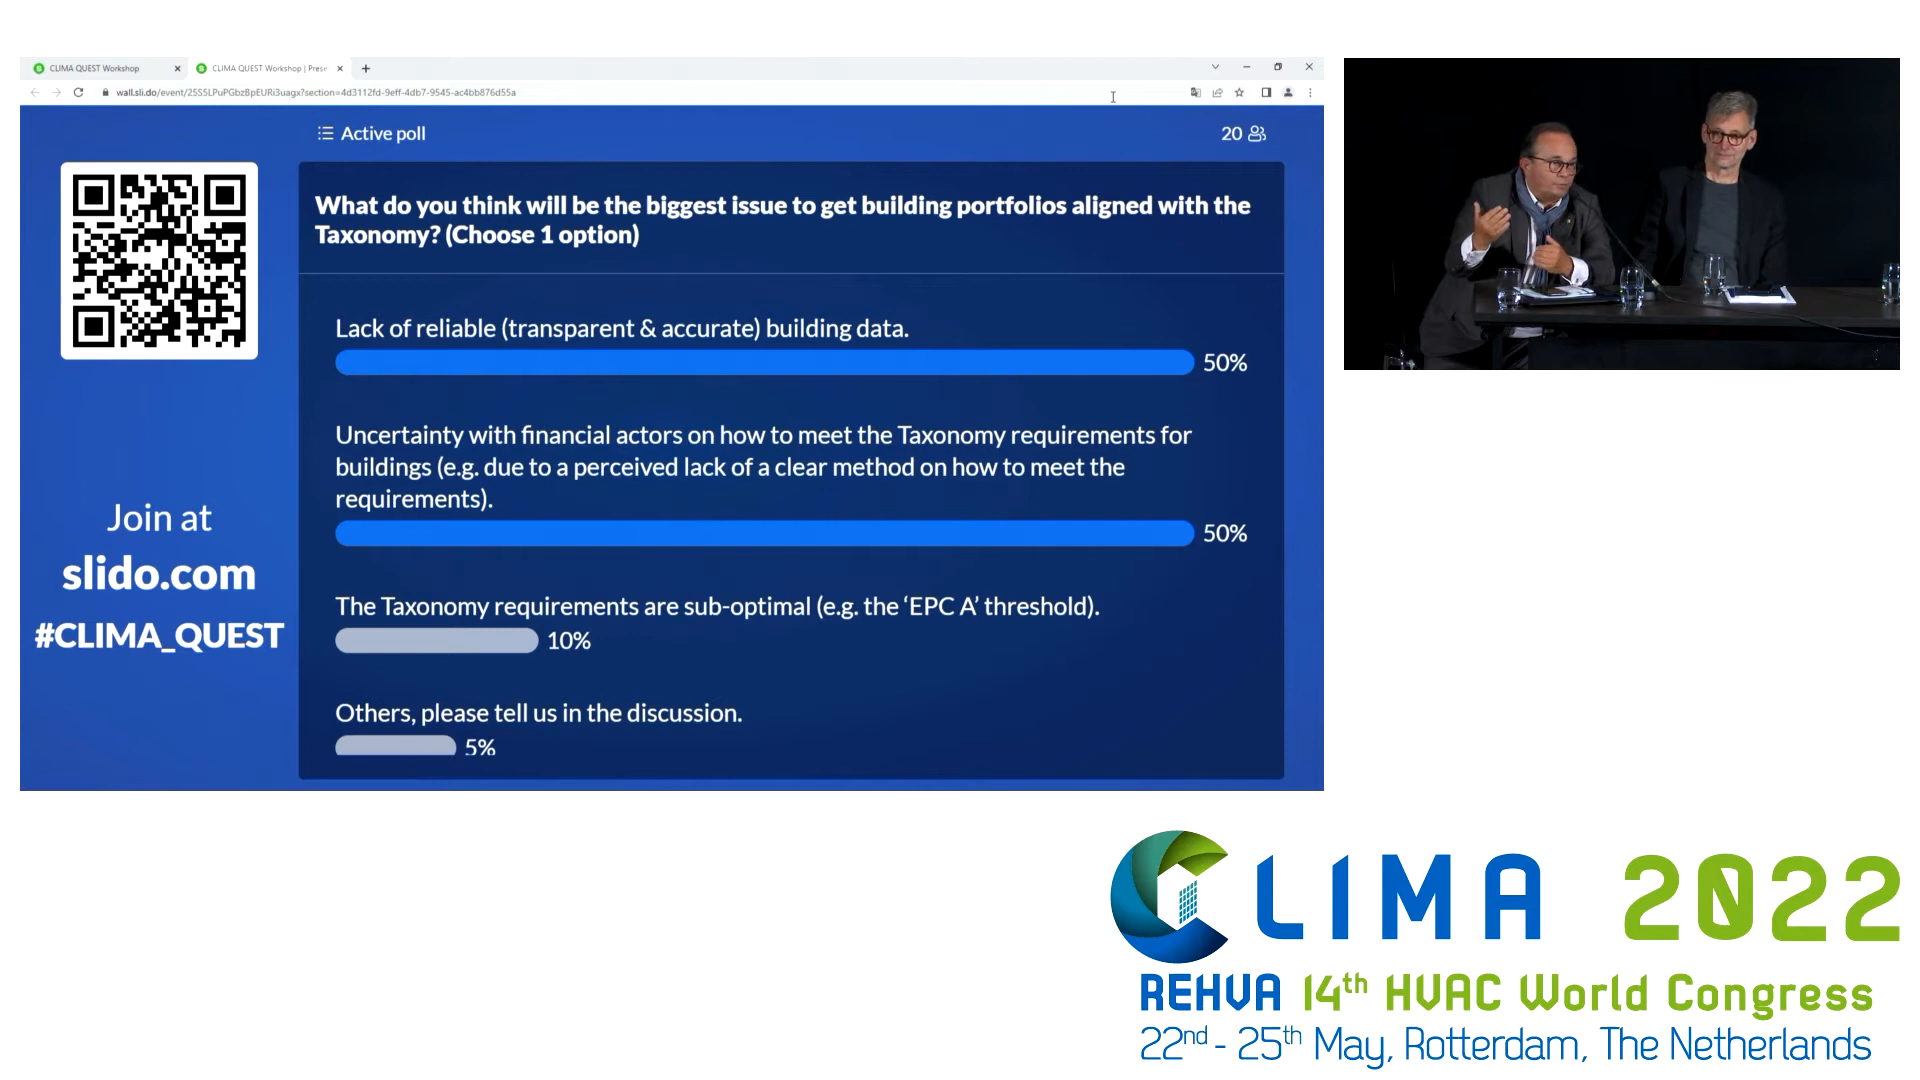 CLIMA QUEST Workshop
CLIMA QUEST Workshop | Prese
wall.sli.do/event/25S5LPuPGbzBpEURi3uagx?section=4d3112fd-9eff-4db7-9545-ac4bb876d55a
Active poll
20
What do you think will be the biggest issue to get building portfolios aligned with the
Taxonomy? (Choose 1 option)
Lack of reliable (transparent & accurate) building data.
50%
Uncertainty with financial actors on how to meet the Taxonomy requirements for
buildings (e.g. due to a perceived lack of a clear method on how to meet the
requirements).
50%
The Taxonomy requirements are sub-optimal (e.g. the ‘EPC A’ threshold).
10%
Others, please tell us in the discussion.
5%
Join at
slido.com
#CLIMA_QUEST
CLIMA 2022
REHVA 14th HVAC World Congress
22nd - 25th May, Rotterdam, The Netherlands